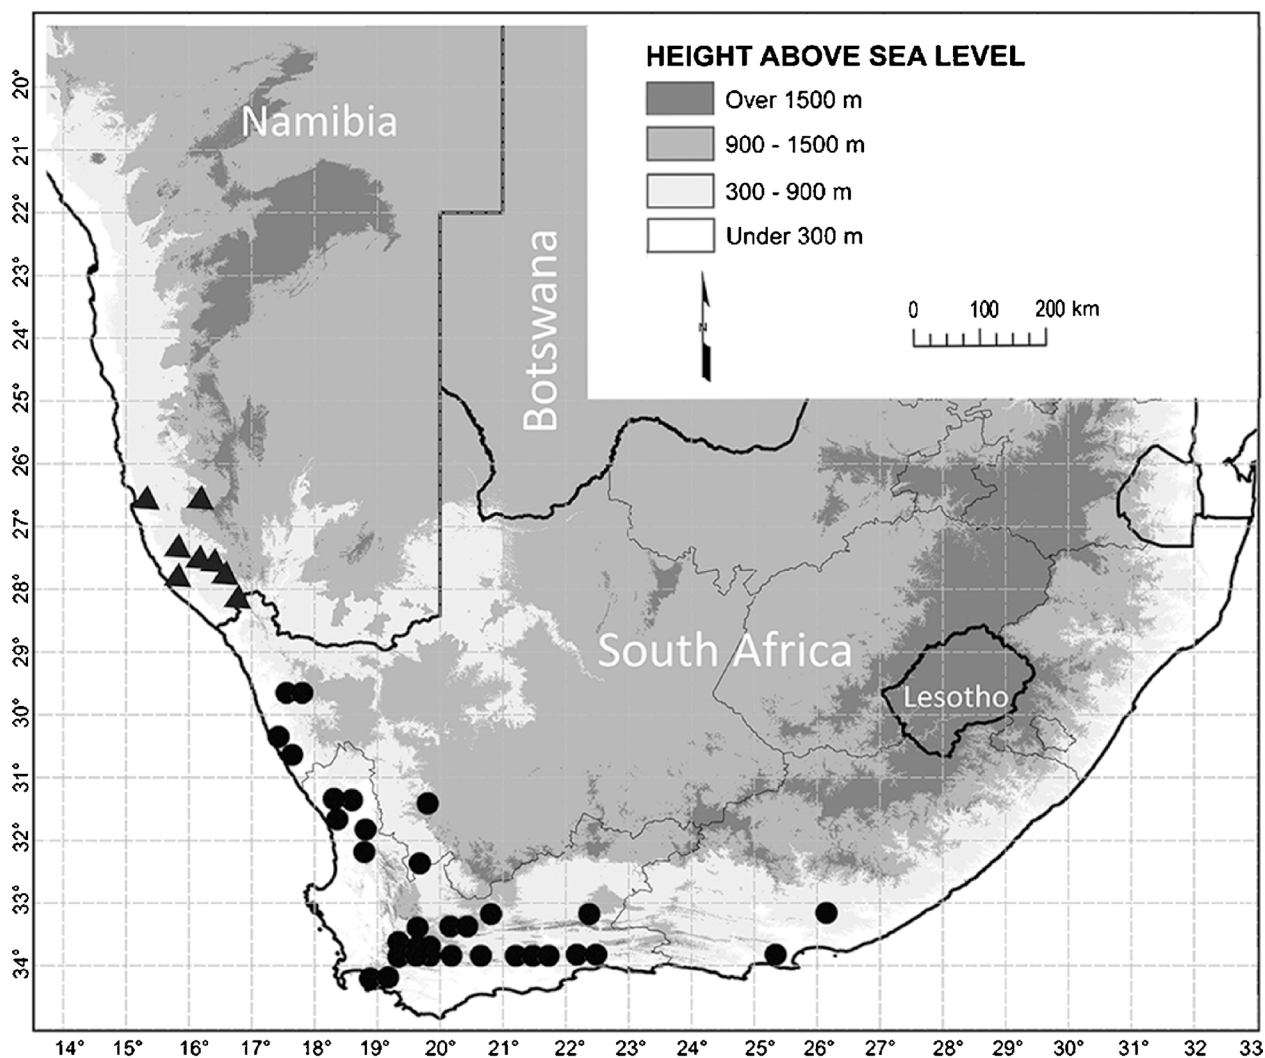 HEIGHT ABOVE SEA LEVEL
Over 1500 m
900 - 1500 m
300 - 900 m
Under 300 m
N
0 100 200 km
Namibia
Botswana
South Africa
Lesotho
20°
21°
22°
23°
24°
25°
26°
27°
28°
29°
30°
31°
32°
33°
34°
14° 15° 16° 17° 18° 19° 20° 21° 22° 23° 24° 25° 26° 27° 28° 29° 30° 31° 32° 33